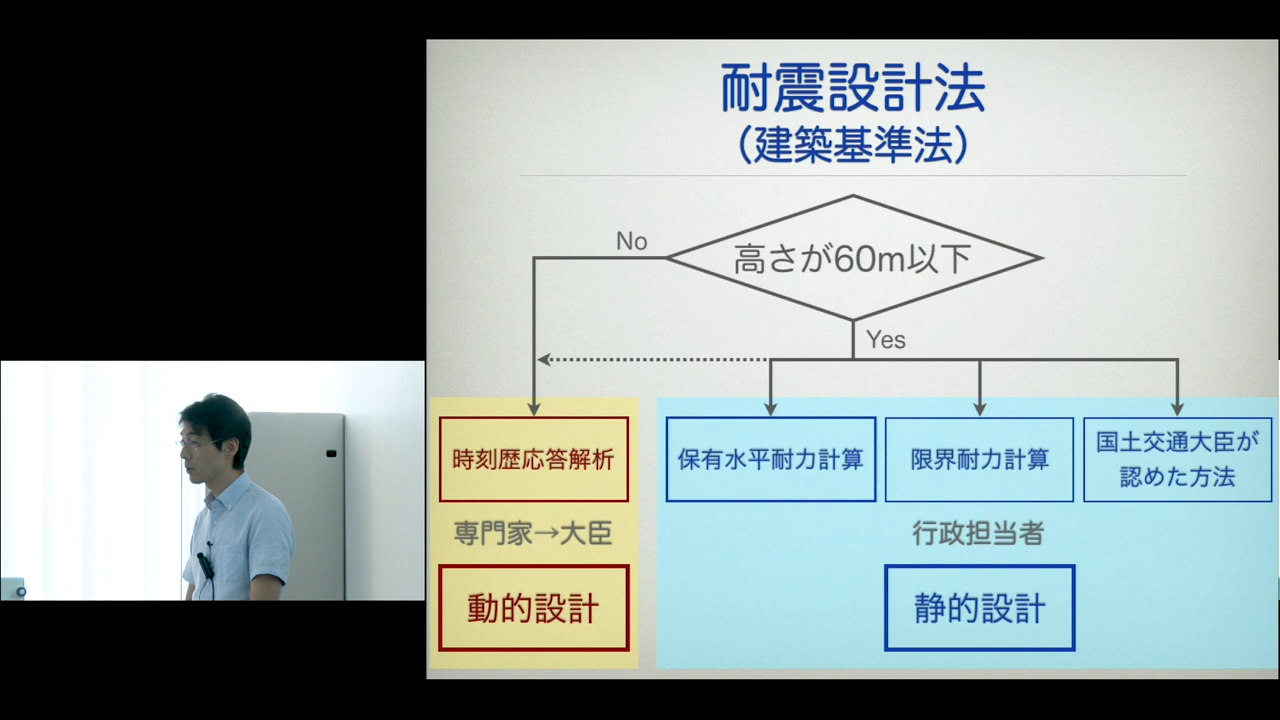 耐震設計法
（建築基準法）
高さが60m以下
No
Yes
時刻歴応答解析
保有水平耐力計算
限界耐力計算
国土交通大臣が
認めた方法
専門家→大臣
行政担当者
動的設計
静的設計